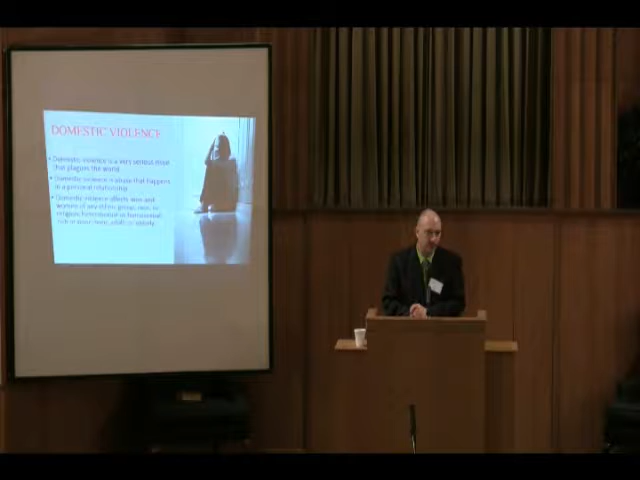 DOMESTIC VIOLENCE
• Domestic violence is a very serious issue
that plagues the world.
• Domestic violence is abuse that happens
in a personal relationship.
• Domestic violence affects men and
women of any ethnic group, race, or
religion; heterosexual or homosexual,
rich or poor; teen, adult, or elderly.